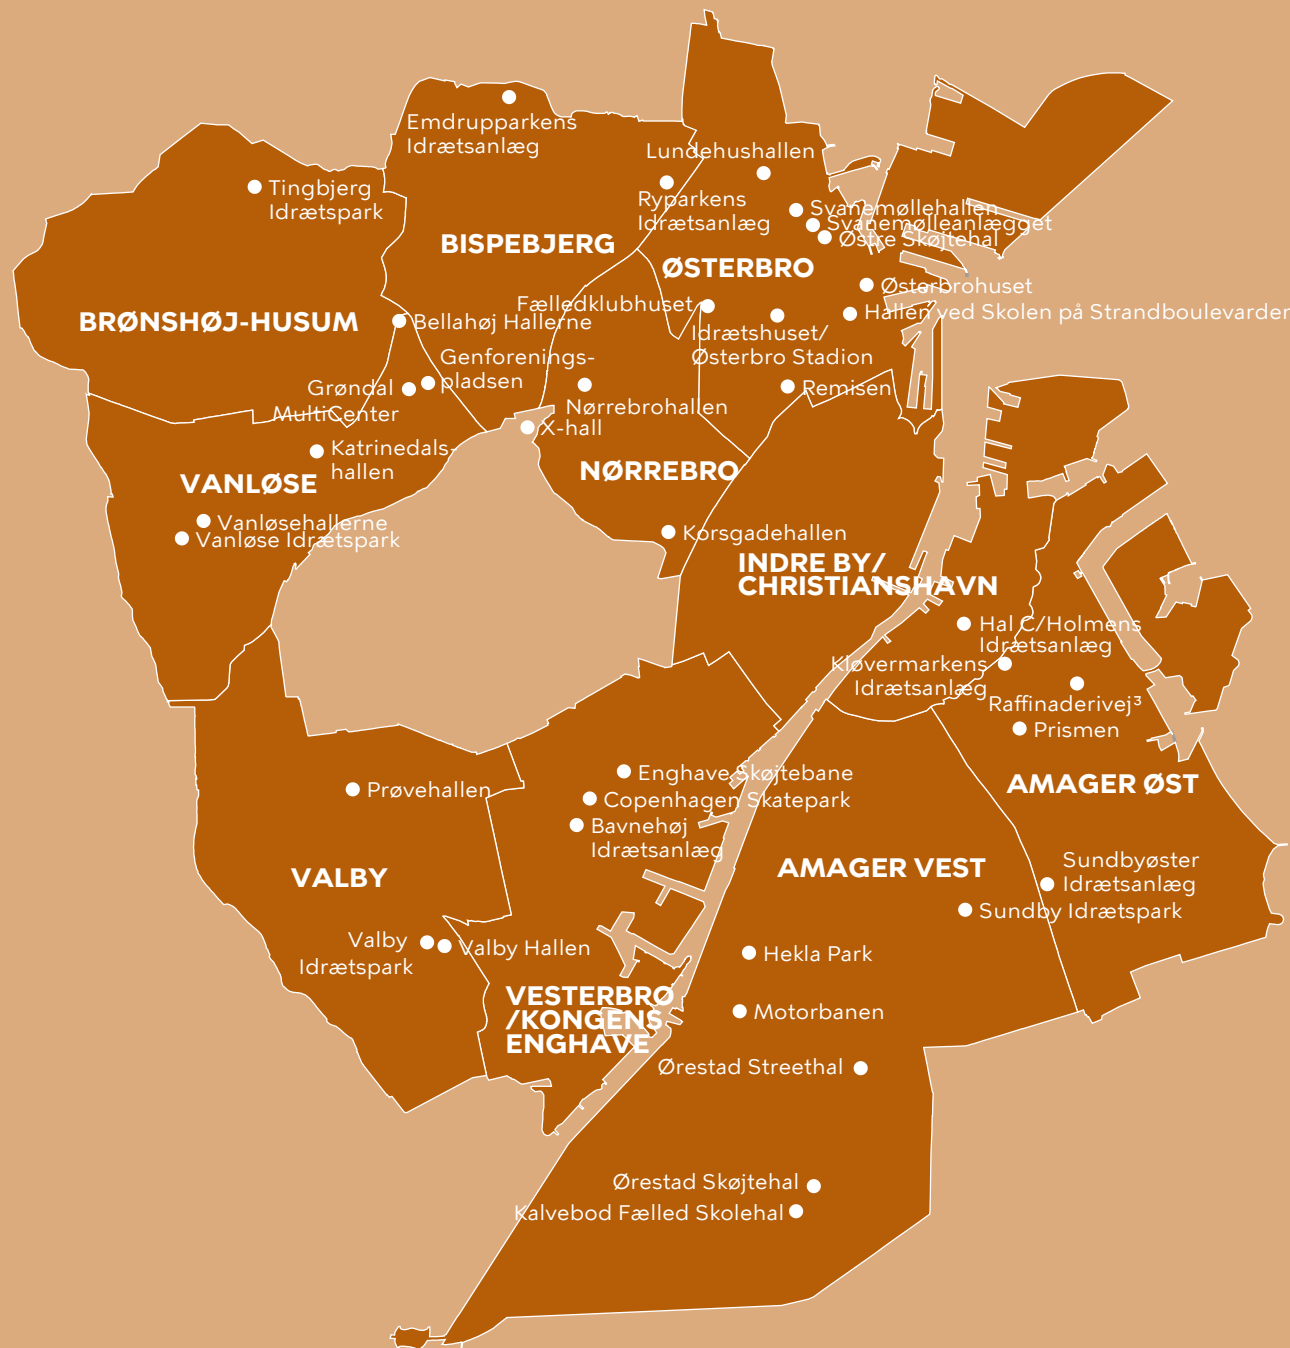 Emdrupparkens
Idrætsanlæg
Lundehushallen
Tingbjerg
Idrætspark
Ryparkens
Idrætsanlæg
Svanemøllehallen
Svanemølleanlægget
Østre Skøjtehal
BISPEBJERG
ØSTERBRO
Østerbrohuset
Fælledklubhuset
Hallen ved Skolen på Strandboulevarden
BRØNSHØJ-HUSUM
Bellahøj Hallerne
Idrætshuset/
Østerbro Stadion
Genforenings-
pladsen
Grøndal
MultiCenter
Remisen
Nørrebrohallen
X-hall
Katrinedals-
hallen
NØRREBRO
VANLØSE
Vanløsehallerne
Vanløse Idrætspark
Korsgadehallen
INDRE BY/
CHRISTIANSHAVN
Hal C/Holmens
Idrætsanlæg
Kløvermarkens
Idrætsanlæg
Raffinaderivej³
Prismen
Enghave Skøjtebane
AMAGER ØST
Prøvehallen
Copenhagen Skatepark
Bavnehøj
Idrætsanlæg
VALBY
AMAGER VEST
Sundbyøster
Idrætsanlæg
Sundby Idrætspark
Valby
Idrætspark
Valby Hallen
Hekla Park
VESTERBRO
/KONGENS
ENGHAVE
Motorbanen
Ørestad Streethal
Ørestad Skøjtehal
Kalvebod Fælled Skolehal